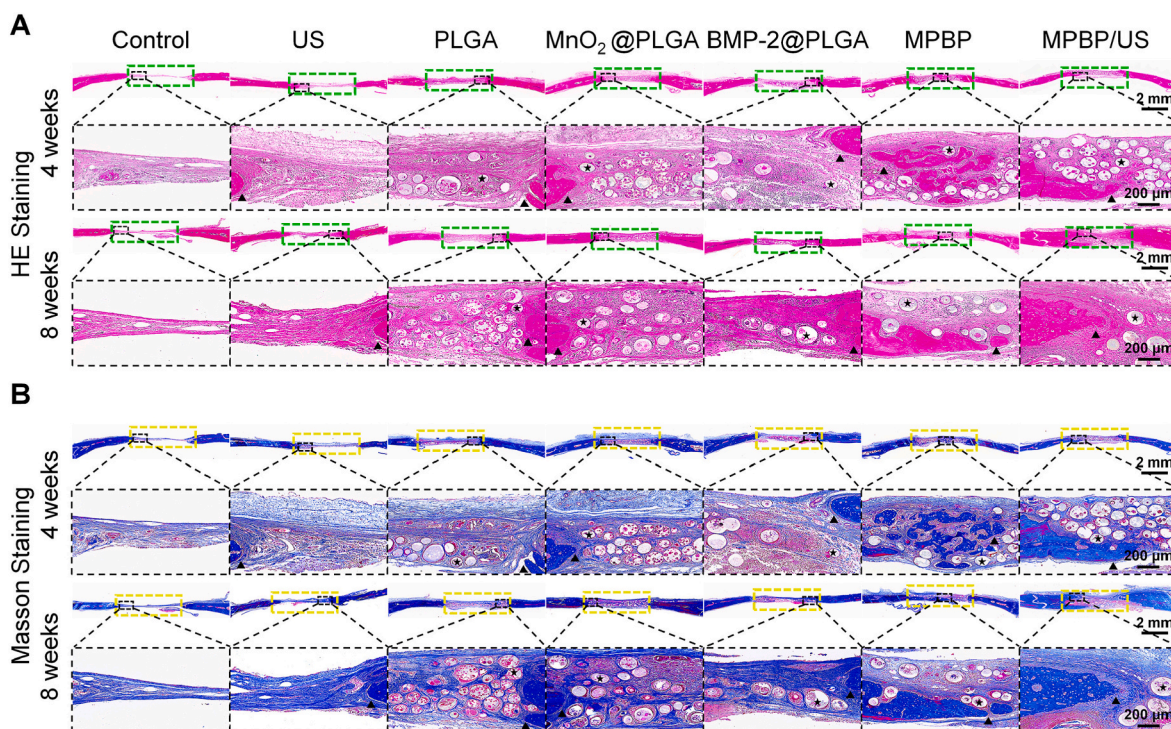 A
Control US PLGA MnO₂@PLGA BMP-2@PLGA MPBP MPBP/US
HE Staining
4 weeks
2 mm
200 μm
8 weeks
2 mm
200 μm
B
Masson Staining
4 weeks
2 mm
200 μm
8 weeks
2 mm
200 μm